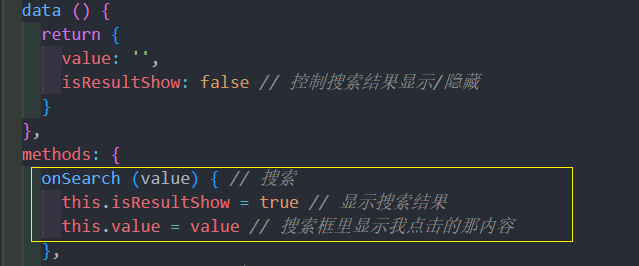 data () {
return {
value: '',
isResultShow: false // 控制搜索结果显示/隐藏
}
},
methods: {
onSearch (value) { // 搜索
this.isResultShow = true // 显示搜索结果
this.value = value // 搜索框里显示我点击的那内容
},